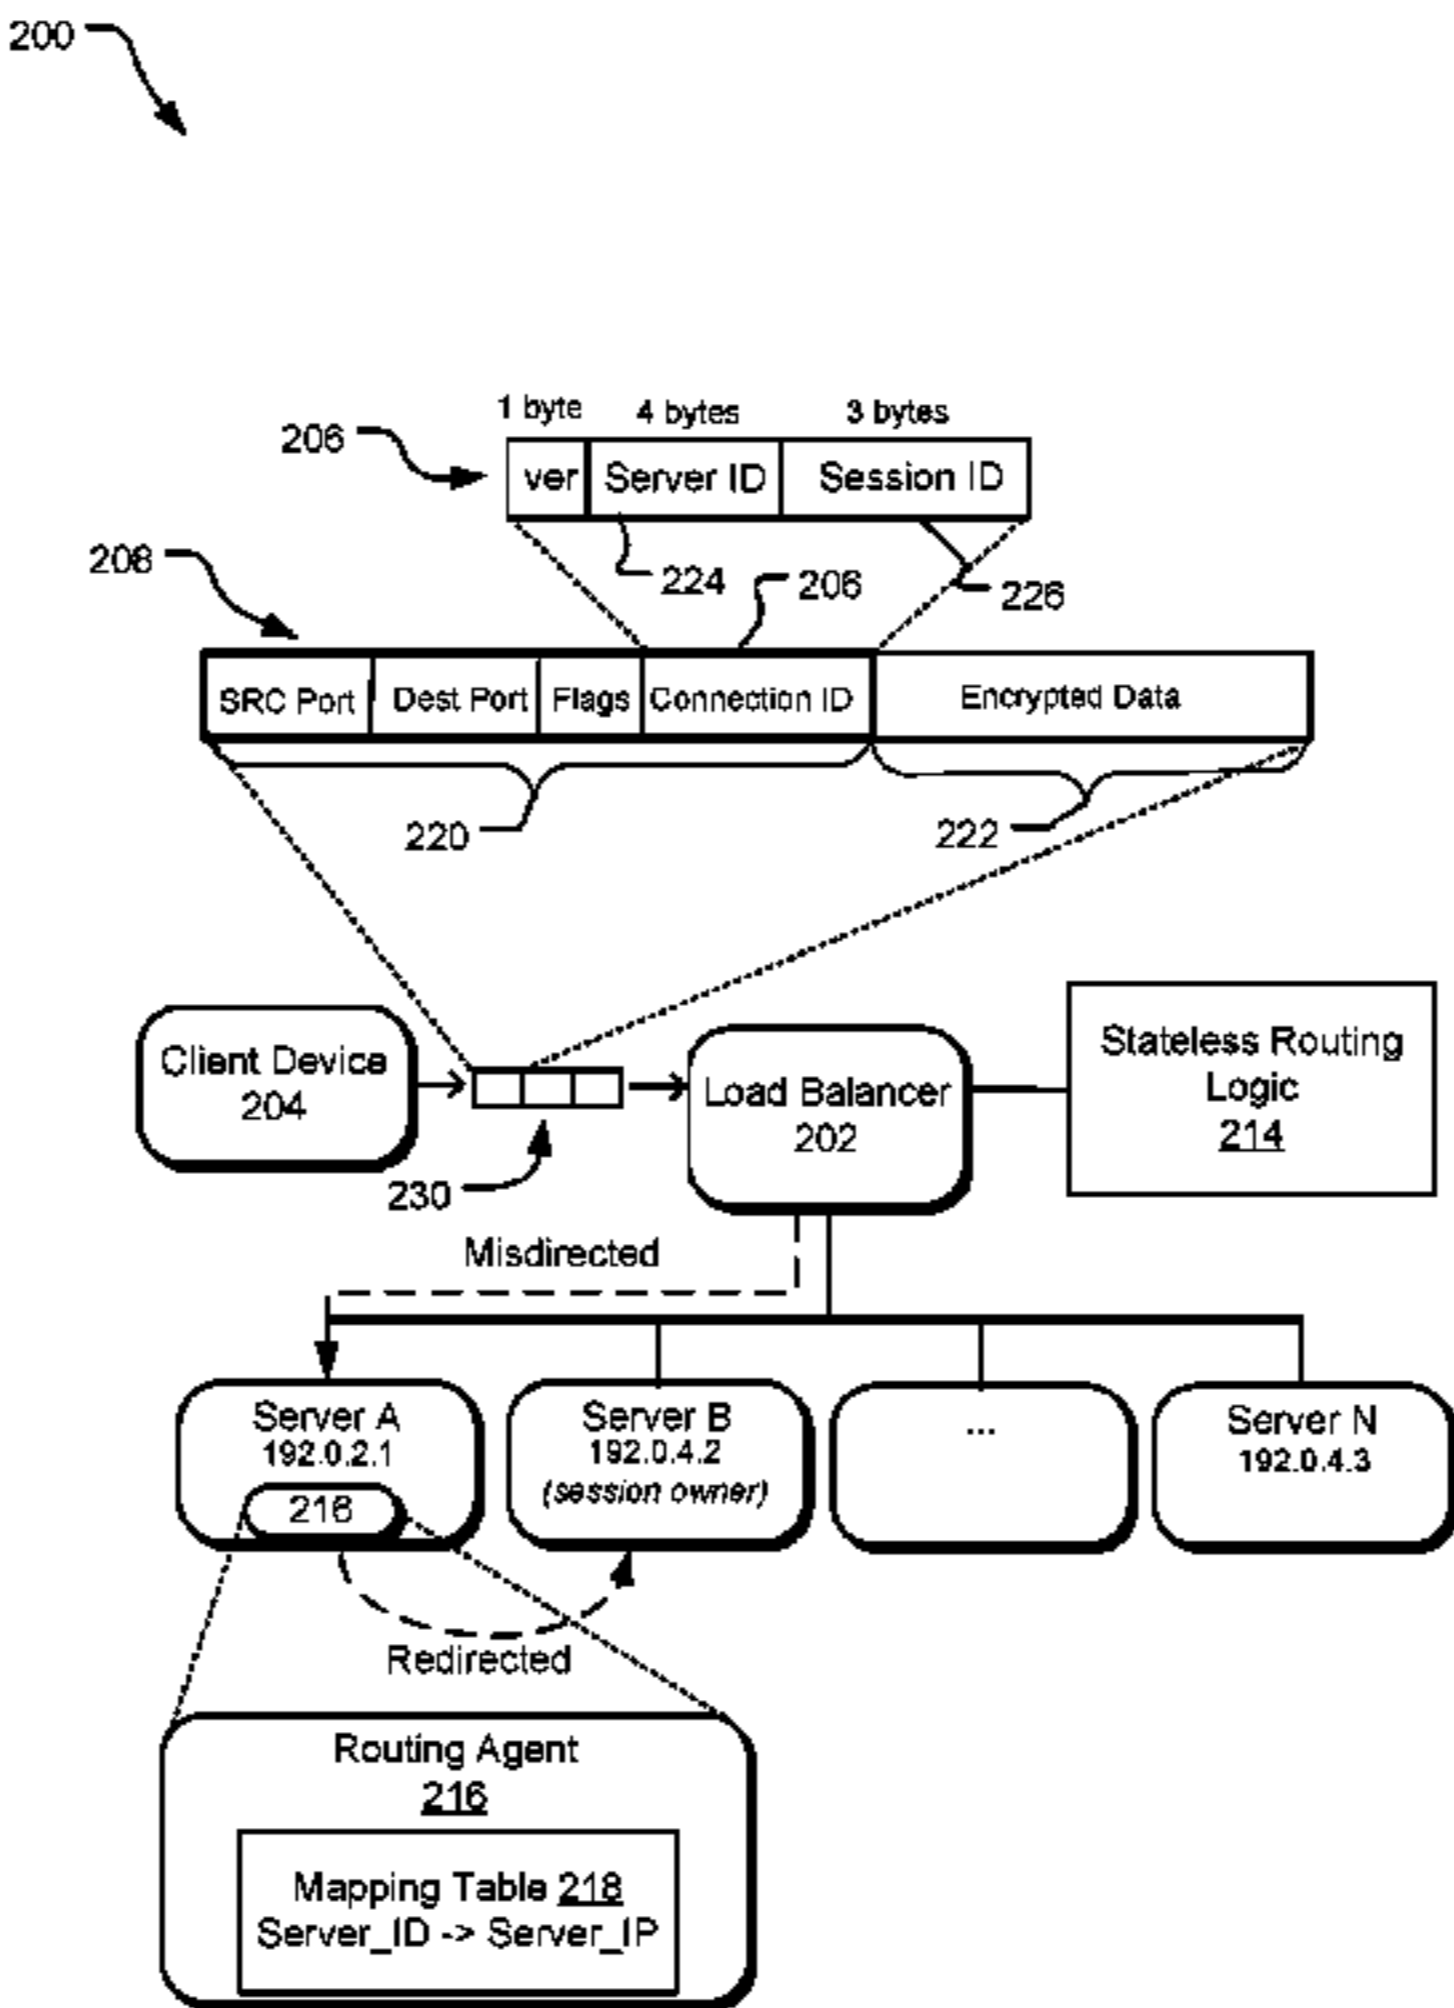 200
1 byte 4 bytes 3 bytes
206
ver Server ID Session ID
208
224 206 226
SRC Port Dest Port Flags Connection ID Encrypted Data
220 222
Client Device
204
230
Load Balancer
202
Stateless Routing
Logic
214
Misdirected
Server A
192.0.2.1
216
Server B
192.0.4.2
(session owner)
...
Server N
192.0.4.3
Redirected
Routing Agent
216
Mapping Table 218
Server_ID -> Server_IP